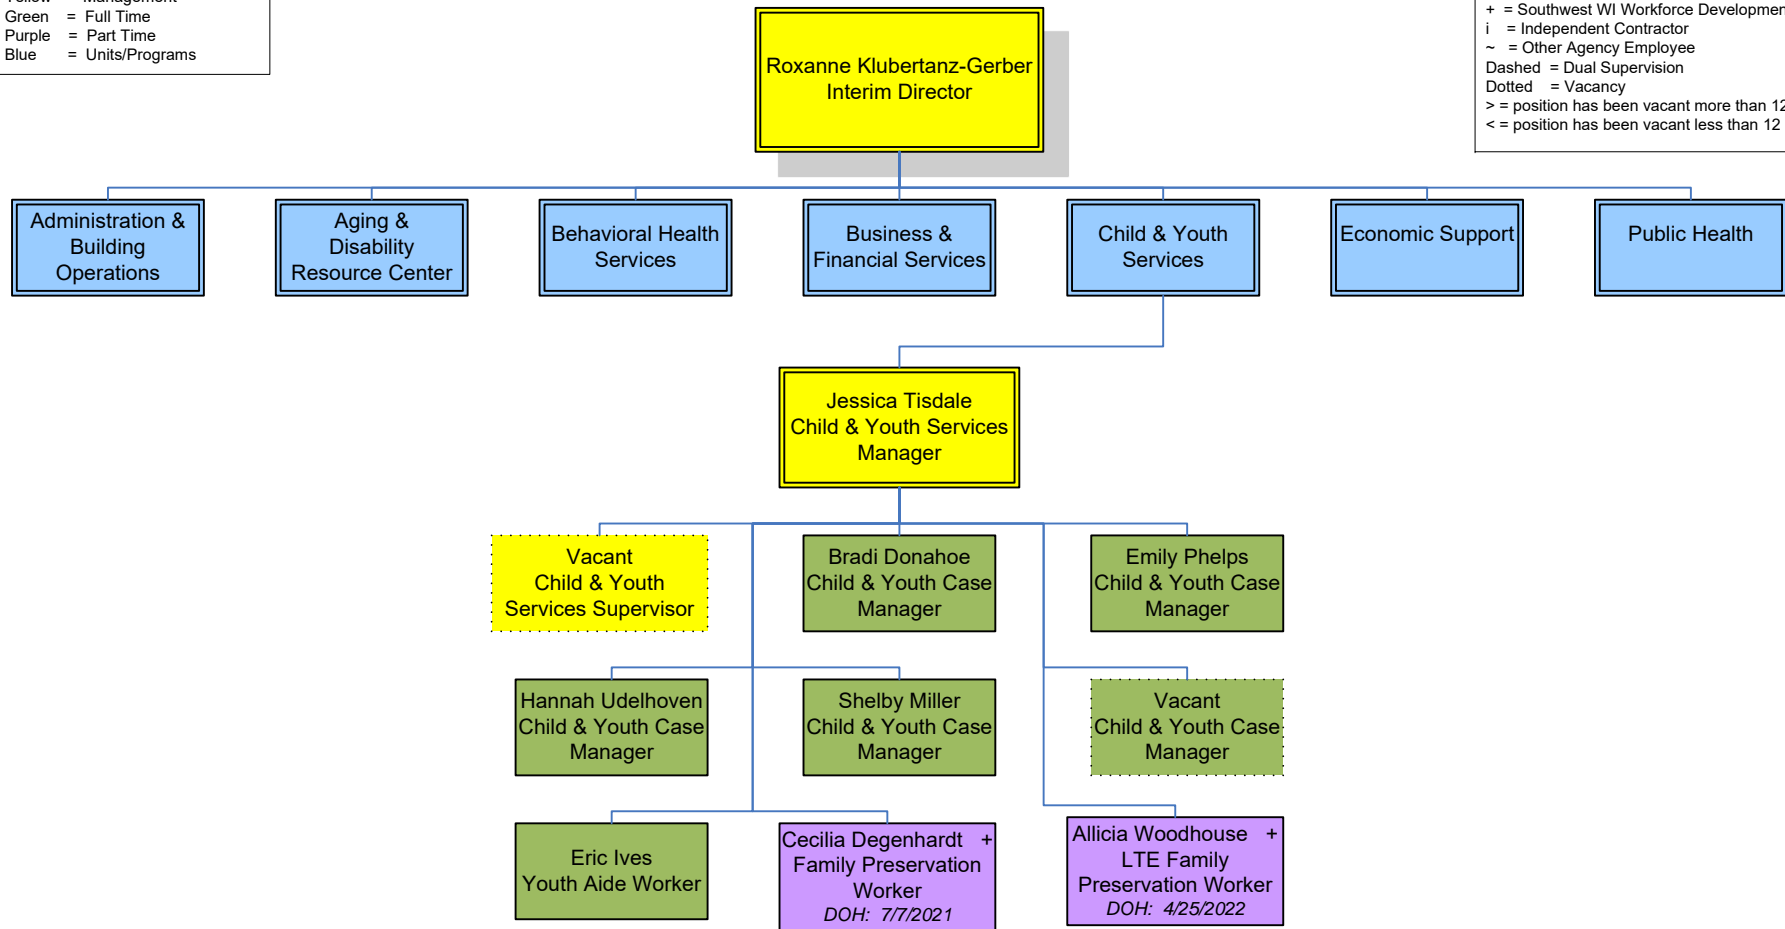 Green = Full Time
Purple = Part Time
Blue = Units/Programs
+ = Southwest WI Workforce
i = Independent Contractor
~ = Other Agency Employee
Dashed = Dual Supervision
Dotted = Vacancy
> = position has been vacant more than 12
< = position has been vacant less than 12
Roxanne Klubertanz-Gerber
Interim Director
Administration &
Building
Operations
Aging &
Disability
Resource Center
Behavioral Health
Services
Business &
Financial Services
Child & Youth
Services
Economic Support
Public Health
Jessica Tisdale
Child & Youth Services
Manager
Vacant
Child & Youth
Services Supervisor
Bradi Donahoe
Child & Youth Case
Manager
Emily Phelps
Child & Youth Case
Manager
Hannah Udelhoven
Child & Youth Case
Manager
Shelby Miller
Child & Youth Case
Manager
Vacant
Child & Youth Case
Manager
Eric Ives
Youth Aide Worker
Cecilia Degenhardt +
Family Preservation
Worker
DOH: 7/7/2021
Allicia Woodhouse +
LTE Family
Preservation Worker
DOH: 4/25/2022